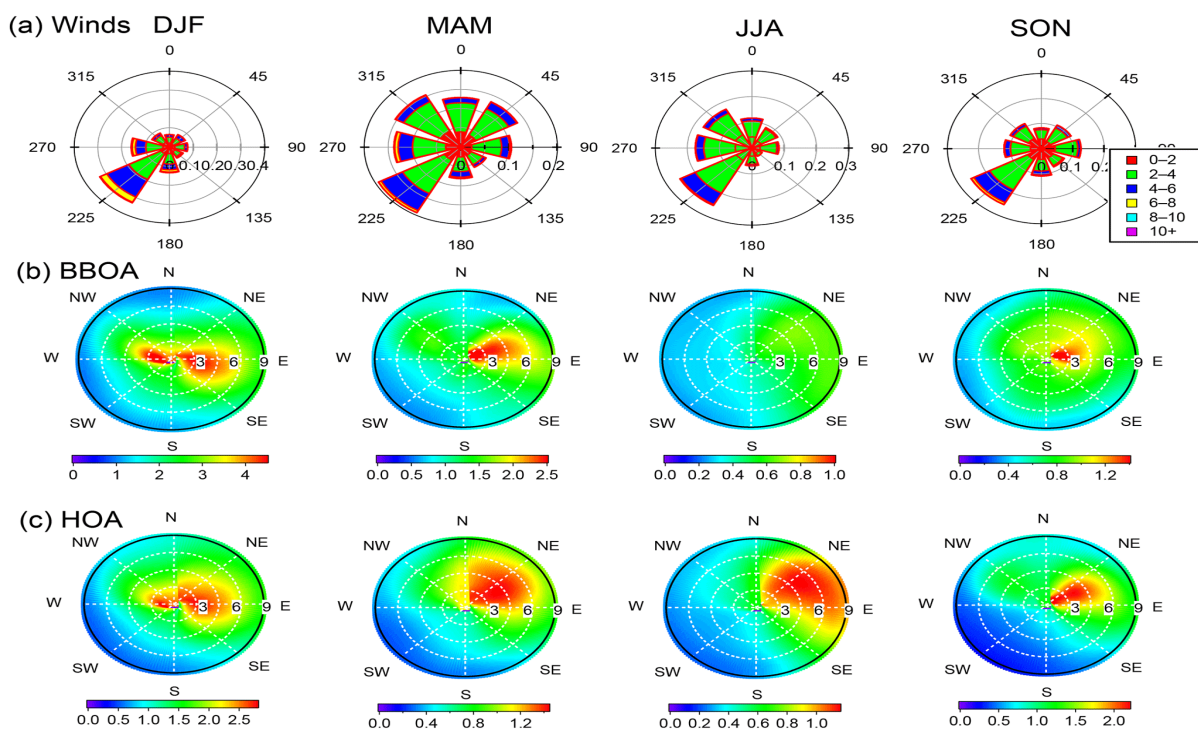 (a) Winds DJF MAM JJA SON
0 0 0 0
315 45 315 45 315 45 315 45
270 0 0.1 0.2 0.3 0.4 90 270 0 0.1 0.2 90 270 0 0.1 0.2 0.3 90 270 0 0.1 0.2 90
225 135 225 135 225 135 225
180 180 180 180
0–2
2–4
4–6
6–8
8–10
10+
(b) BBOA
N N N N
NW NE NW NE NW NE NW NE
W 3 6 9 E W 3 6 9 E W 3 6 9 E W 3 6 9 E
SW SE SW SE SW SE SW SE
S S S S
0 1 2 3 4 0.0 0.5 1.0 1.5 2.0 2.5 0.0 0.2 0.4 0.6 0.8 1.0 0.0 0.4 0.8 1.2
(c) HOA
N N N N
NW NE NW NE NW NE NW NE
W 3 6 9 E W 3 6 9 E W 3 6 9 E W 3 6 9 E
SW SE SW SE SW SE SW SE
S S S S
0.0 0.5 1.0 1.5 2.0 2.5 0.0 0.4 0.8 1.2 0.0 0.2 0.4 0.6 0.8 1.0 0.0 0.5 1.0 1.5 2.0